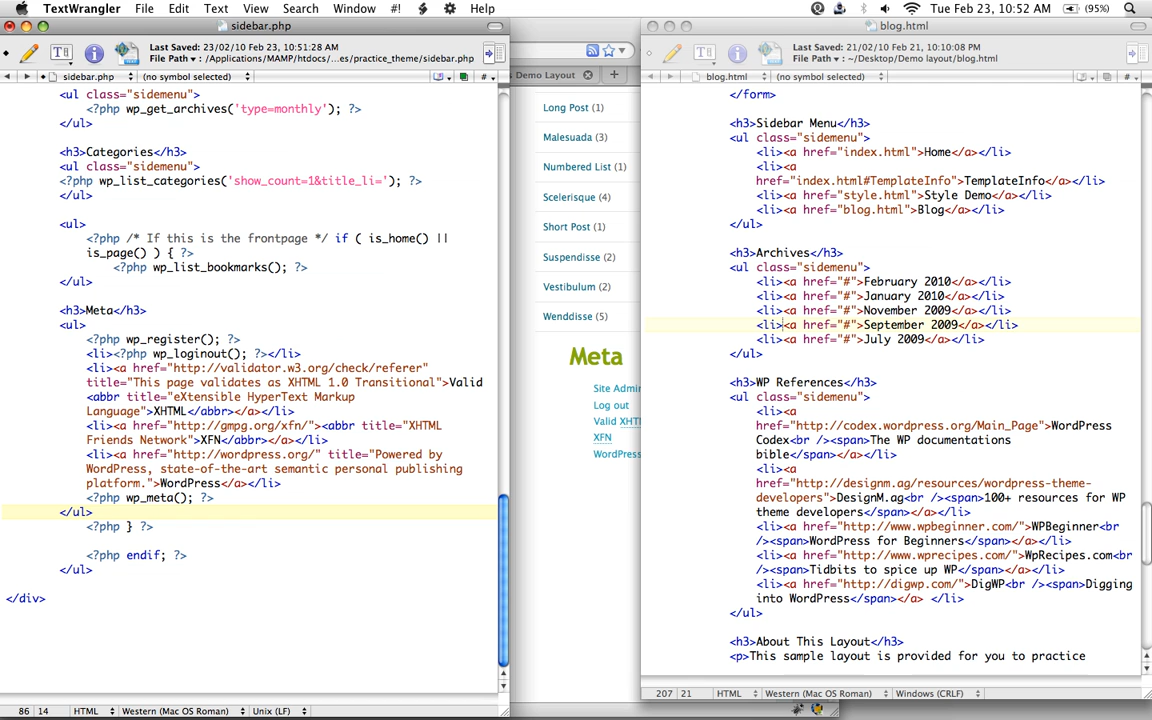 TextWrangler File Edit Text View Search Window #! Help Tue Feb 23, 10:52 AM (95%)
sidebar.php
Last Saved: 23/02/10 Feb 23, 10:51:28 AM
File Path: /Applications/MAMP/htdocs/...es/practice_theme/sidebar.php
sidebar.php (no symbol selected)
<ul class="sidemenu">
<?php wp_get_archives('type=monthly'); ?>
</ul>
<h3>Categories</h3>
<ul class="sidemenu">
<?php wp_list_categories('show_count=1&title_li='); ?>
</ul>
<ul>
<?php /* If this is the frontpage */ if ( is_home() ||
is_page() ) { ?>
<?php wp_list_bookmarks(); ?>
</ul>
<h3>Meta</h3>
<ul>
<?php wp_register(); ?>
<li><?php wp_loginout(); ?></li>
<li><a href="http://validator.w3.org/check/referer"
title="This page validates as XHTML 1.0 Transitional">Valid
<abbr title="eXtensible HyperText Markup
Language">XHTML</abbr></a></li>
<li><a href="http://gmpg.org/xfn/"><abbr title="XHTML
Friends Network">XFN</abbr></a></li>
<li><a href="http://wordpress.org/" title="Powered by
WordPress, state-of-the-art semantic personal publishing
platform.">WordPress</a></li>
<?php wp_meta(); ?>
</ul>
<?php } ?>
<?php endif; ?>
</ul>
</div>
86 14 HTML Western (Mac OS Roman) Unix (LF)
s Demo Layout
Long Post (1)
Malesuada (3)
Numbered List (1)
Scelerisque (4)
Short Post (1)
Suspendisse (2)
Vestibulum (2)
Wenddisse (5)
Meta
Site Admin
Log out
Valid XHT
XFN
WordPress
blog.html
Last Saved: 21/02/10 Feb 21, 10:10:08 PM
File Path: ~/Desktop/Demo layout/blog.html
blog.html (no symbol selected)
</form>
<h3>Sidebar Menu</h3>
<ul class="sidemenu">
<li><a href="index.html">Home</a></li>
<li><a
href="index.html#TemplateInfo">TemplateInfo</a></li>
<li><a href="style.html">Style Demo</a></li>
<li><a href="blog.html">Blog</a></li>
</ul>
<h3>Archives</h3>
<ul class="sidemenu">
<li><a href="#">February 2010</a></li>
<li><a href="#">January 2010</a></li>
<li><a href="#">November 2009</a></li>
<li><a href="#">September 2009</a></li>
<li><a href="#">July 2009</a></li>
</ul>
<h3>WP References</h3>
<ul class="sidemenu">
<li><a
href="http://codex.wordpress.org/Main_Page">WordPress
Codex<br /><span>The WP documentations
bible</span></a></li>
<li><a
href="http://designm.ag/resources/wordpress-theme-
developers">DesignM.ag<br /><span>100+ resources for WP
theme developers</span></a></li>
<li><a href="http://www.wpbeginner.com/">WPBeginner<br
/><span>WordPress for Beginners</span></a></li>
<li><a href="http://www.wprecipes.com/">WpRecipes.com<br
/><span>Tidbits to spice up WP</span></a></li>
<li><a href="http://digwp.com/">DigWP<br /><span>Digging
into WordPress</span></a> </li>
</ul>
<h3>About This Layout</h3>
<p>This sample layout is provided for you to practice
207 21 HTML Western (Mac OS Roman) Windows (CRLF)